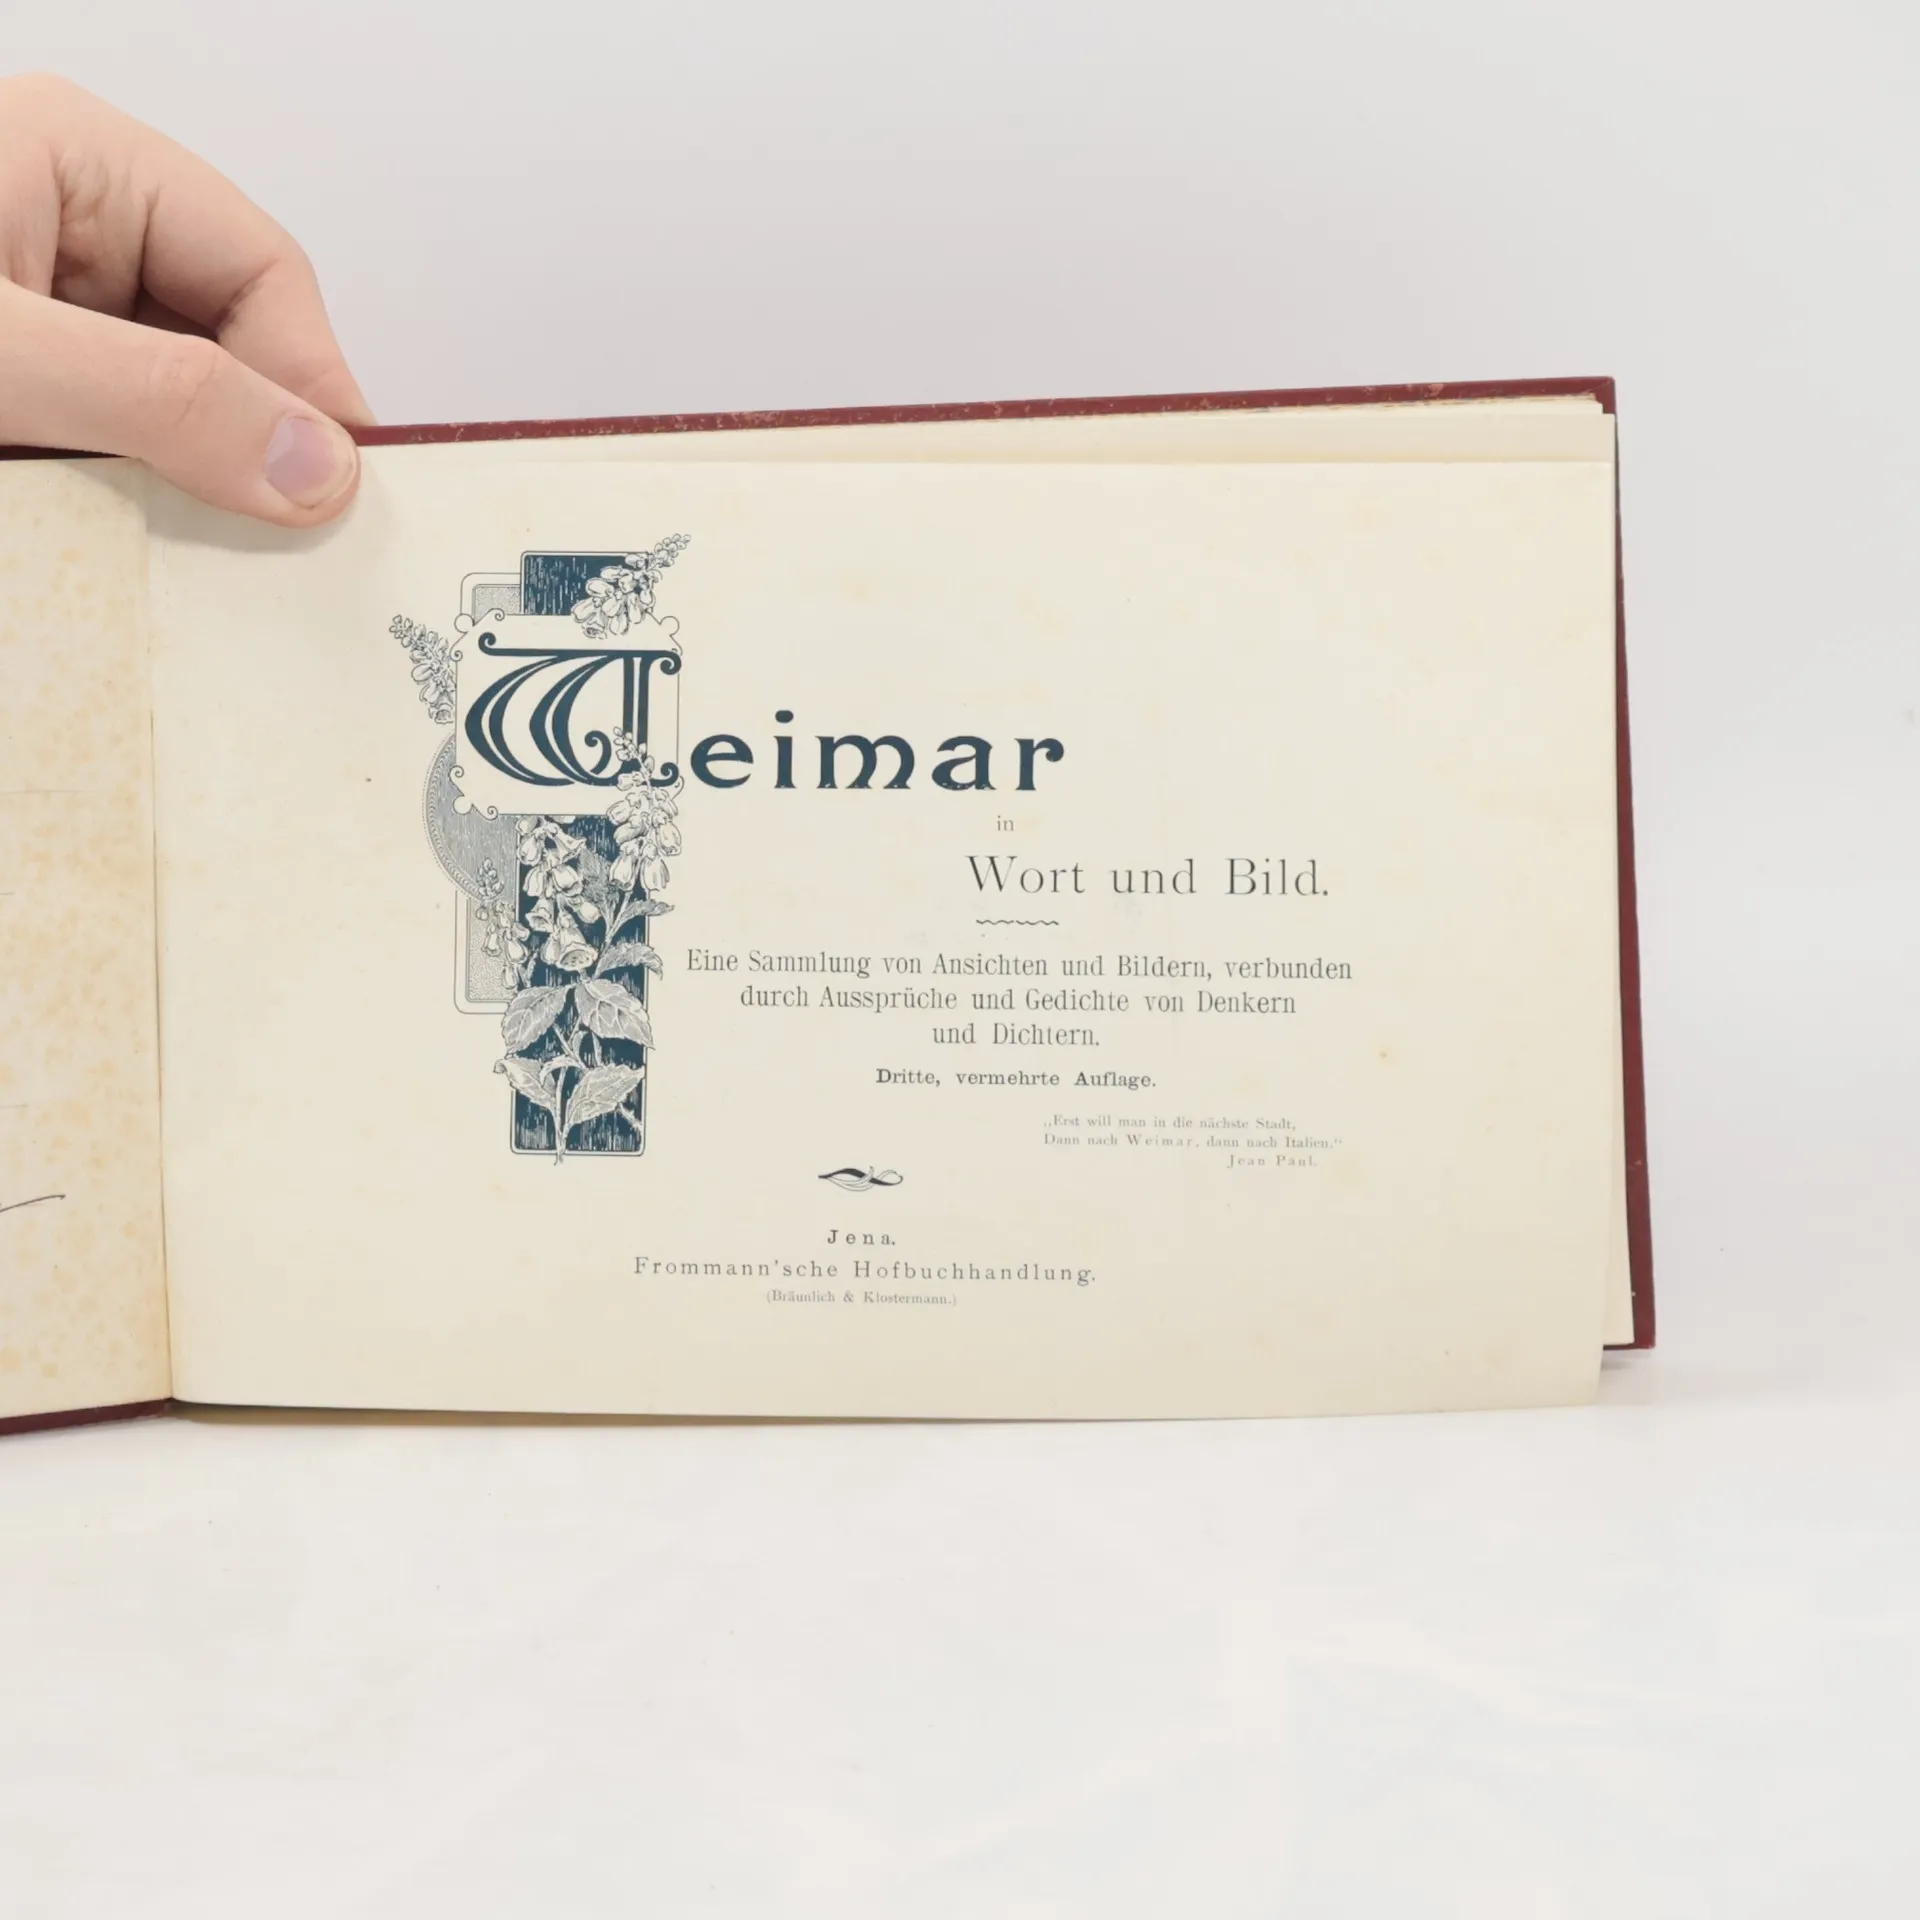 Weimar
in
Wort und Bild.
Eine Sammlung von Ansichten und Bildern, verbunden
durch Aussprüche und Gedichte von Denkern
und Dichtern.
Dritte, vermehrte Auflage.
„Erst will man in die nächste Stadt,
Dann nach Weimar, dann nach Italien.“
Jean Paul.
Jena.
Frommann'sche Hofbuchhandlung.
(Bräunlich & Klostermann.)